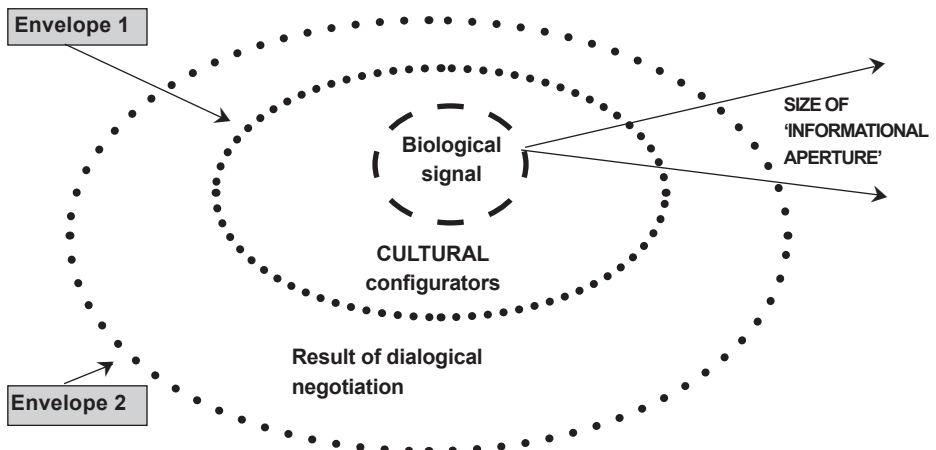 Envelope 1
Biological
signal
SIZE OF
‘INFORMATIONAL
APERTURE’
CULTURAL
configurators
Result of dialogical
negotiation
Envelope 2